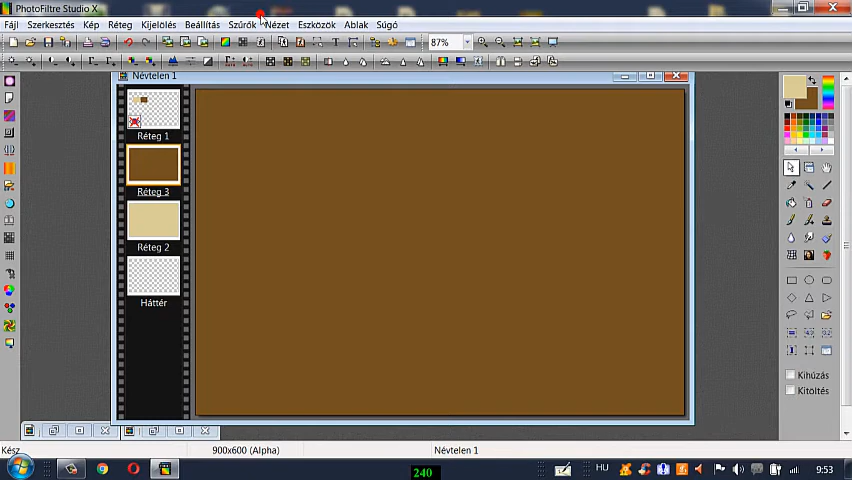 PhotoFiltre Studio X
Fájl Szerkesztés Kép Réteg Kijelölés Beállítás Szűrők Nézet Eszközök Ablak Súgó
87%
Névtelen 1
Réteg 1
Réteg 3
Réteg 2
Háttér
Kihúzás
Kitöltés
Kész 900x600 (Alpha) Névtelen 1
240 HU 9:53